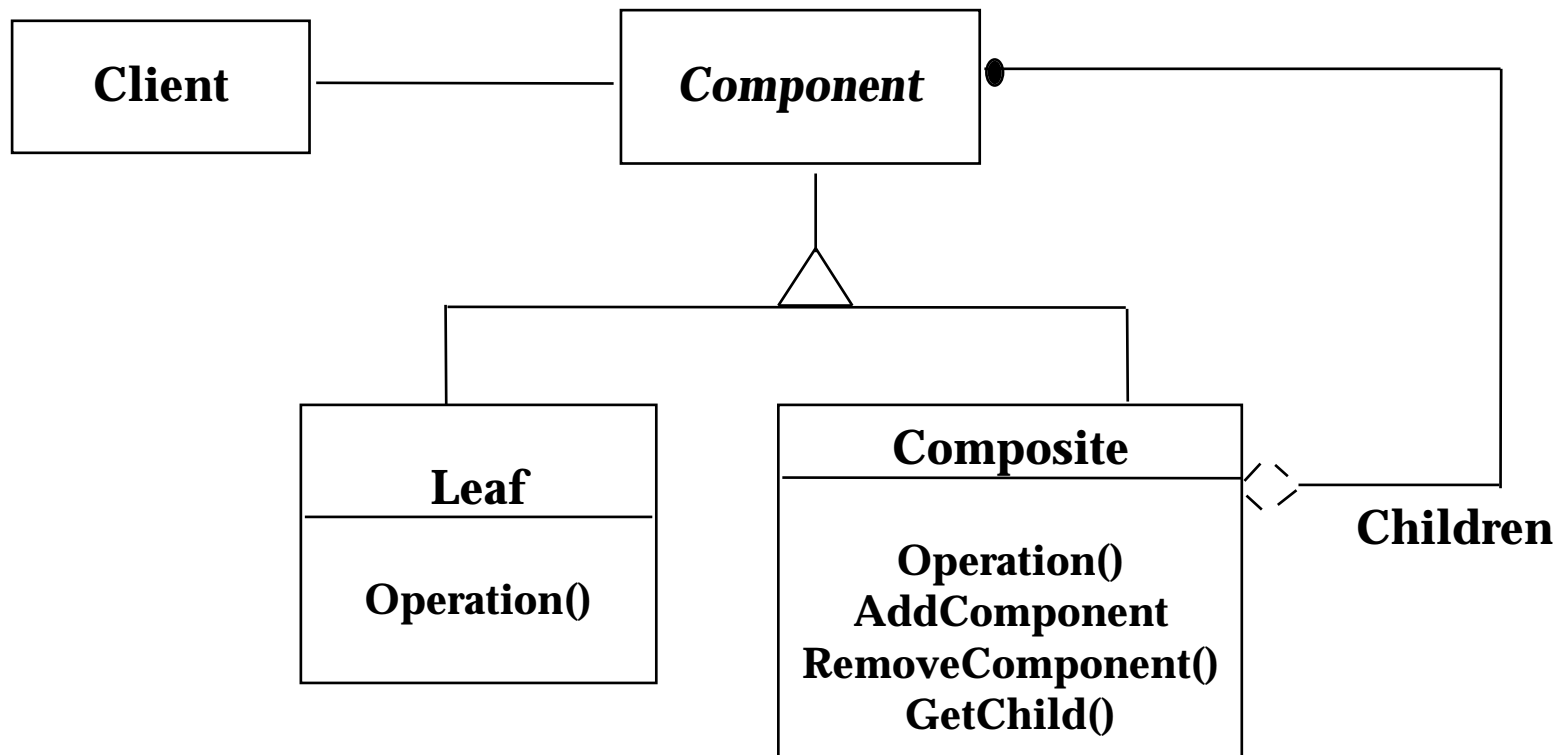 Client
Component
Leaf
Operation()
Composite
Operation()
AddComponent
RemoveComponent()
GetChild()
Children